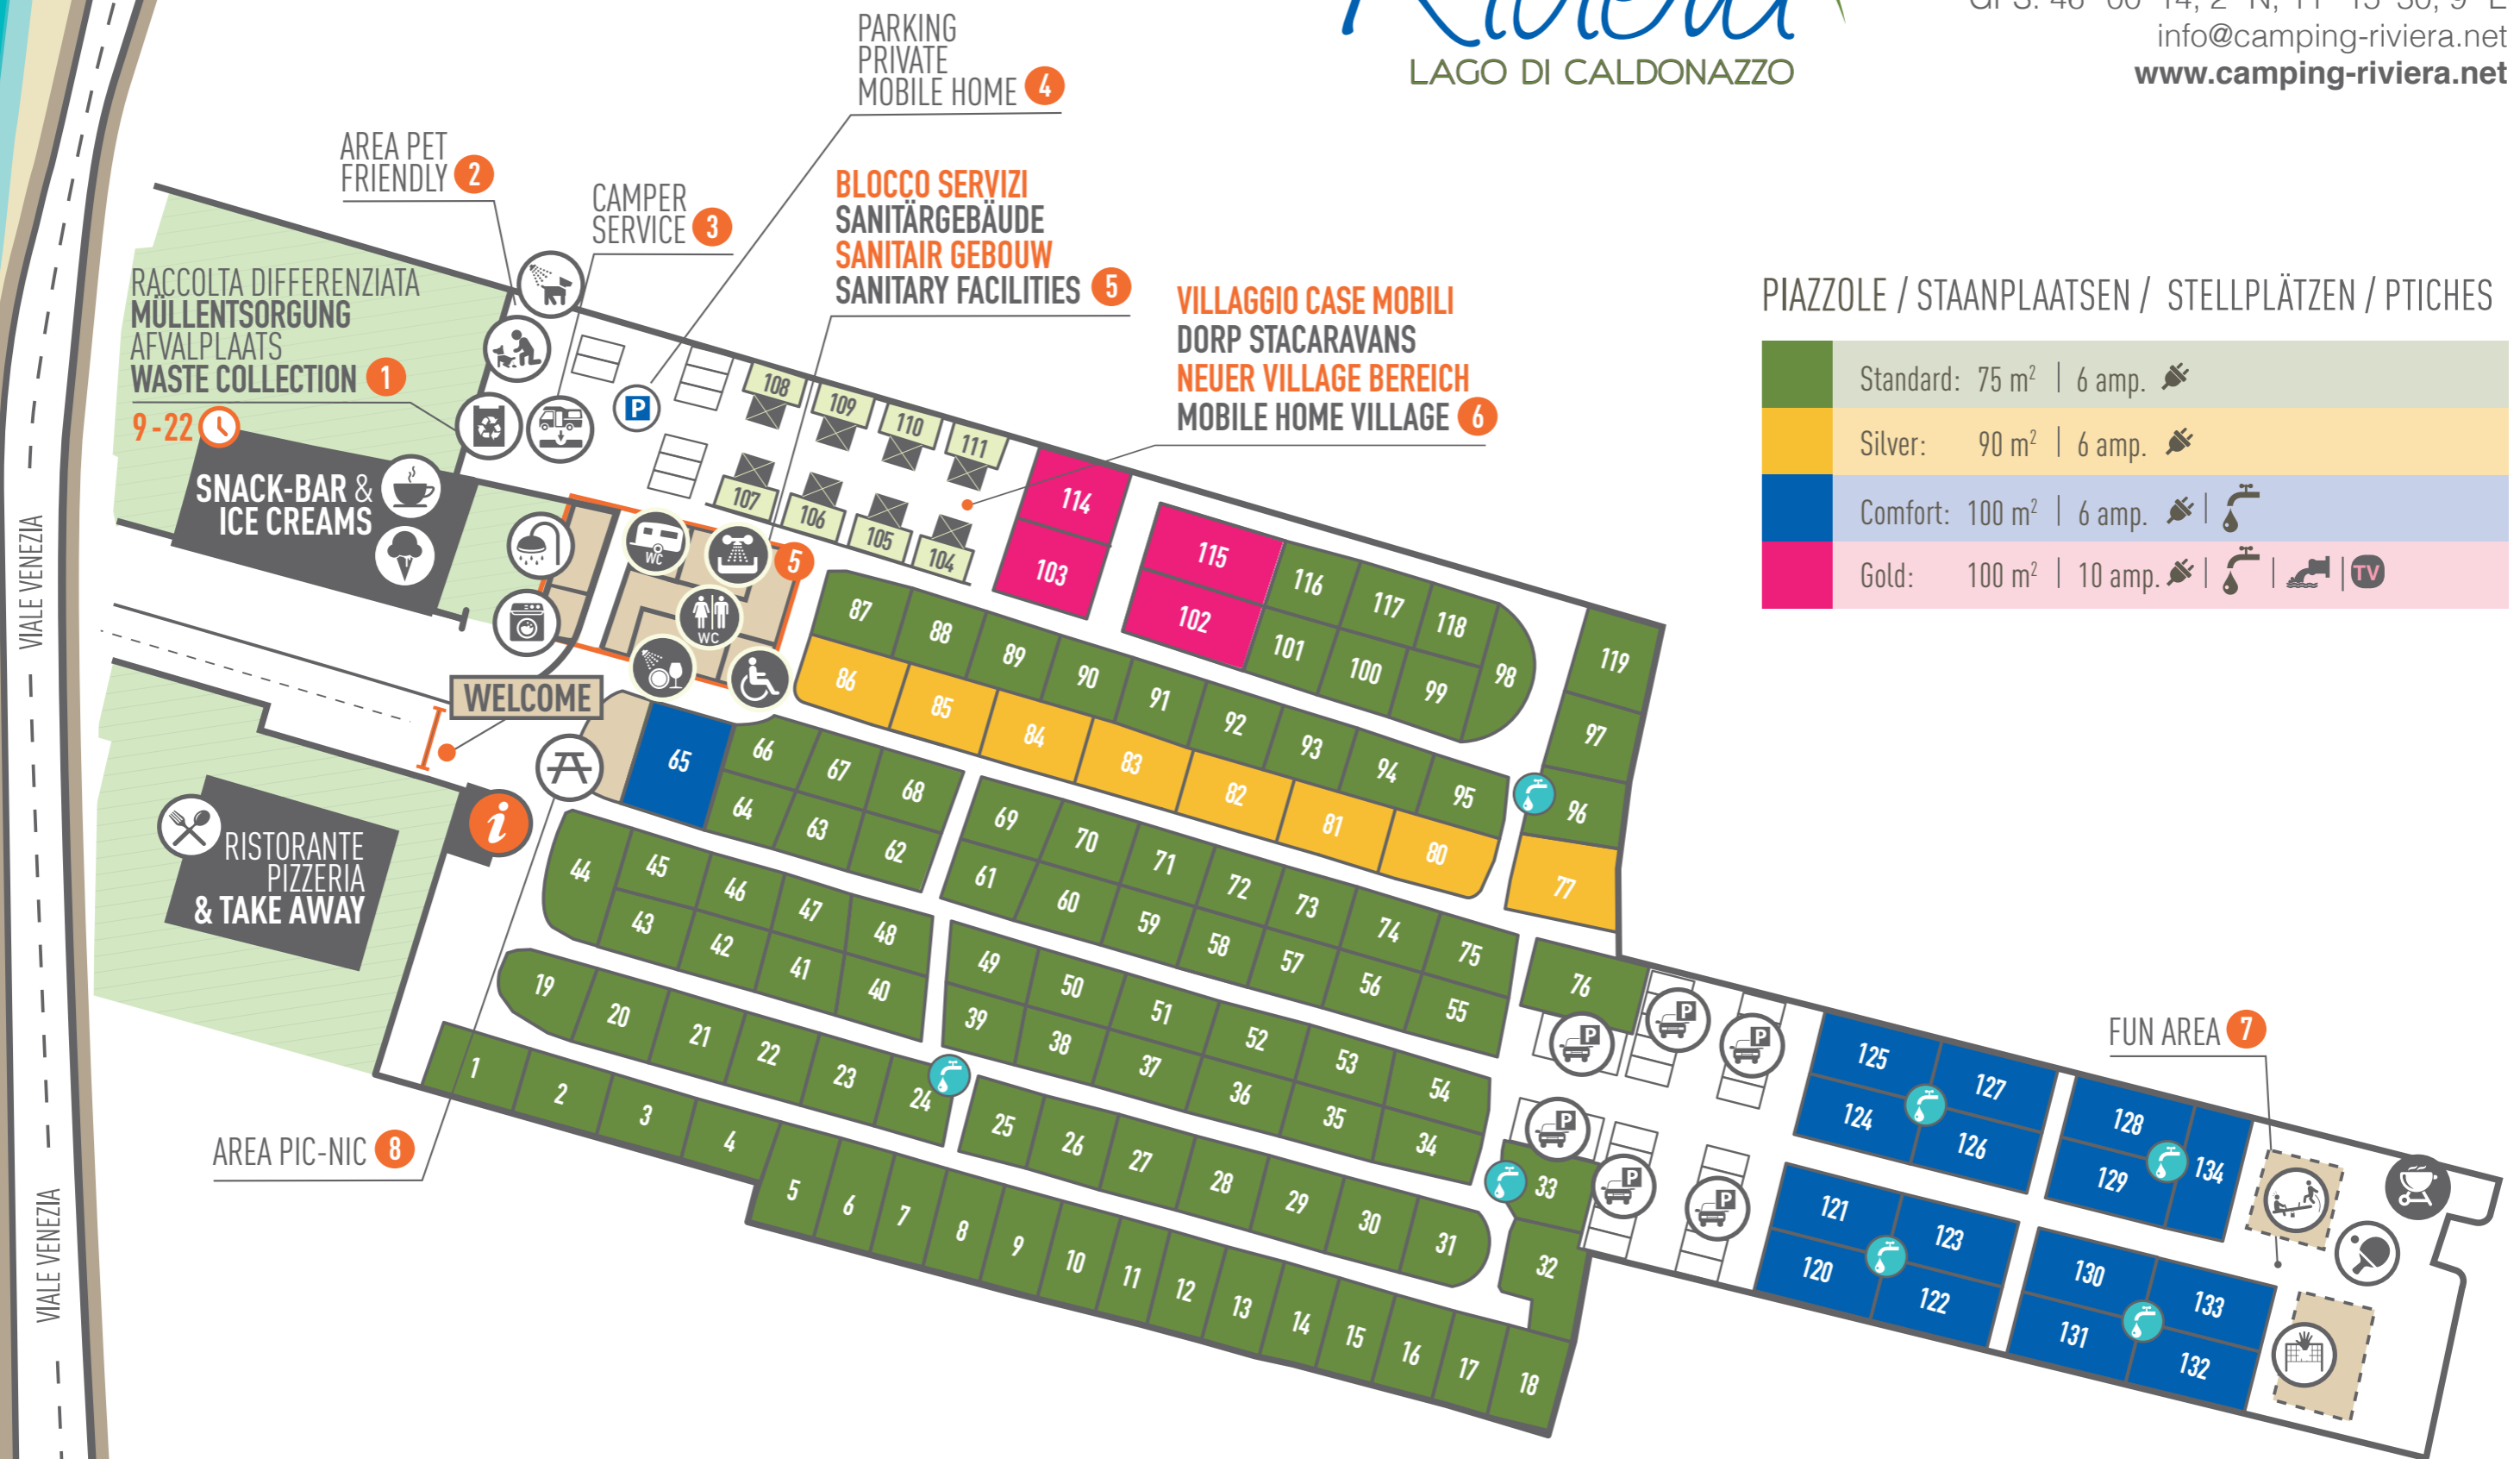 Riviera
LAGO DI CALDONAZZO
info@camping-riviera.net
www.camping-riviera.net
PARKING
PRIVATE
MOBILE HOME 4
AREA PET
FRIENDLY 2
CAMPER
SERVICE 3
BLOCCO SERVIZI
SANITÄRGEBÄUDE
SANITAIR GEBOUW
SANITARY FACILITIES 5
VILLAGGIO CASE MOBILI
DORP STACARAVANS
NEUER VILLAGE BEREICH
MOBILE HOME VILLAGE 6
RACCOLTA DIFFERENZIATA
MÜLLENTSORGUNG
AFVALPLAATS
WASTE COLLECTION 1
9-22
PIAZZOLE / STAANPLAATSEN / STELLPLÄTZEN / PTICHES
Standard: 75 m² | 6 amp.
Silver: 90 m² | 6 amp.
Comfort: 100 m² | 6 amp. |
Gold: 100 m² | 10 amp. | | | TV
SNACK-BAR &
ICE CREAMS
VIALE VENEZIA
P
108
109
110
111
107
106
105
104
WC
WC
5
114
103
115
102
116
117
118
101
100
99
98
119
97
96
77
87
88
89
90
91
92
93
94
95
86
85
84
83
82
81
80
WELCOME
65
66
67
68
64
63
62
69
70
71
72
73
74
75
61
60
59
58
57
56
55
76
i
RISTORANTE
PIZZERIA
& TAKE AWAY
44
45
46
47
48
43
42
41
40
49
50
51
52
53
54
39
38
37
36
35
34
19
20
21
22
23
24
25
26
27
28
29
30
31
33
32
1
2
3
4
5
6
7
8
9
10
11
12
13
14
15
16
17
18
P
P
P
P
P
P
125
127
124
126
128
134
129
121
123
120
122
130
133
131
132
FUN AREA 7
AREA PIC-NIC 8
VIALE VENEZIA